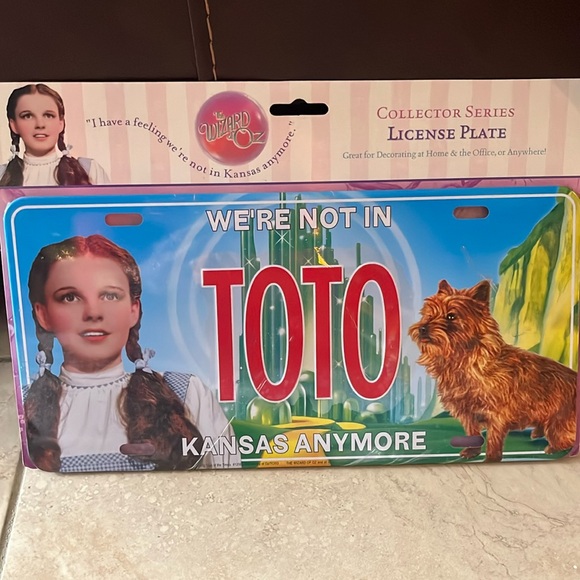 "I have a feeling we're not in Kansas anymore."
THE
WIZARD
OF OZ
COLLECTOR SERIES
LICENSE PLATE
Great for Decorating at Home & the Office, or Anywhere!
WE'RE NOT IN
TOTO
KANSAS ANYMORE